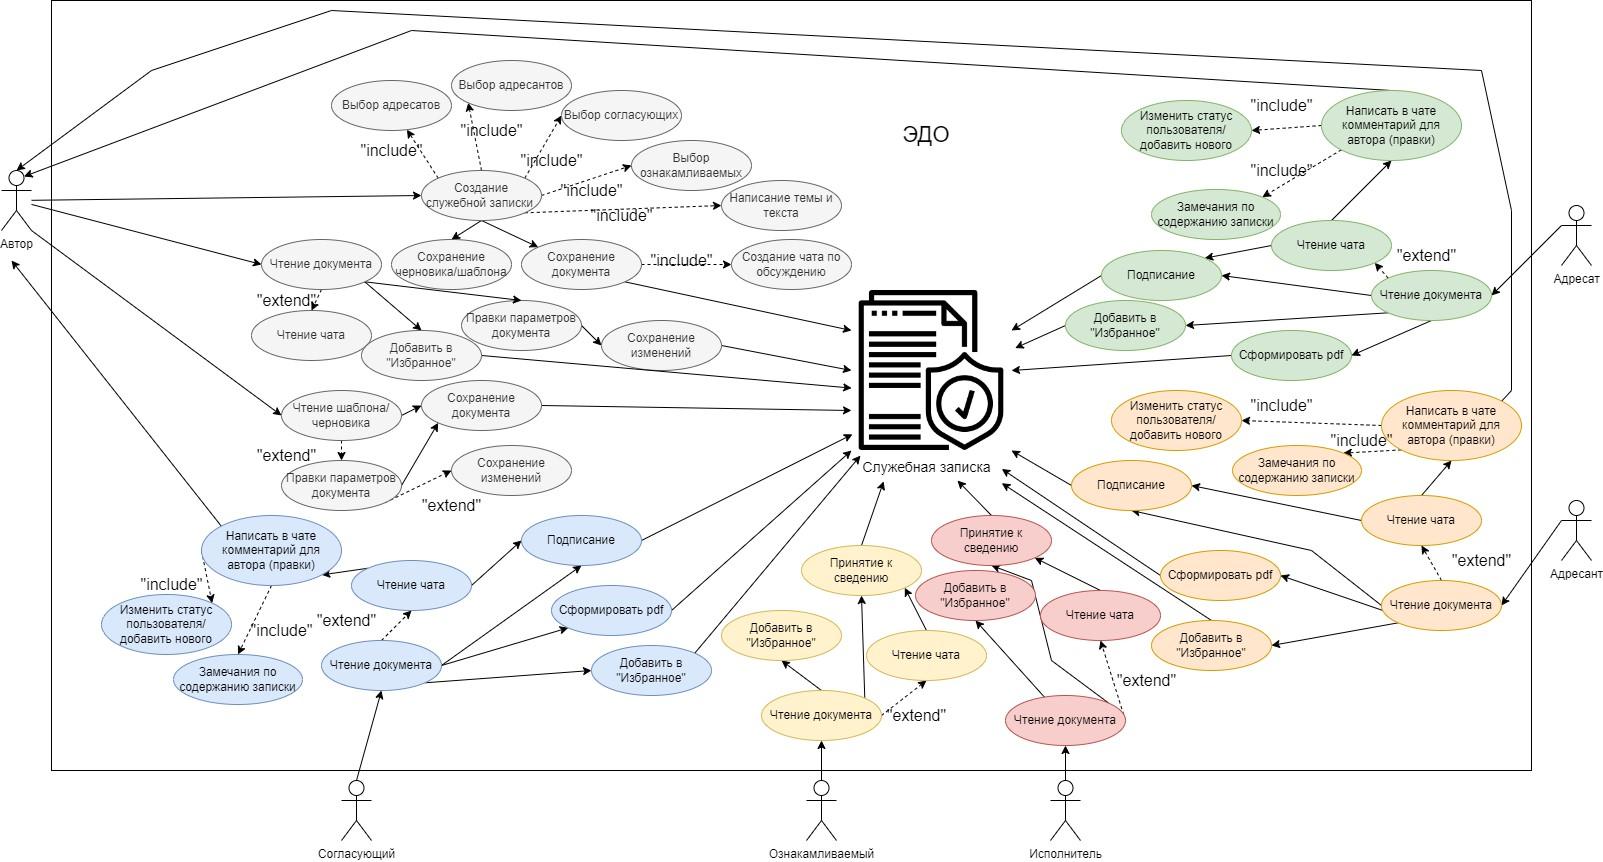 ЭДО
Выбор адресатов
Выбор адресантов
Выбор согласующих
Выбор
ознакамливаемых
Написание темы и
текста
"include"
"include"
"include"
"include"
"include"
Создание
служебной записки
Автор
Сохранение
черновика/шаблона
Сохранение
документа
"include"
Создание чата по
обсуждению
Чтение документа
"extend"
Чтение чата
Добавить в
"Избранное"
Правки параметров
документа
Сохранение
изменений
Чтение шаблона/
черновика
Сохранение
документа
"extend"
Правки параметров
документа
Сохранение
изменений
"extend"
Служебная записка
Изменить статус
пользователя/
добавить нового
"include"
Написать в чате
комментарий для
автора (правки)
"include"
Замечания по
содержанию записки
Чтение чата
"extend"
Подписание
Чтение документа
Добавить в
"Избранное"
Сформировать pdf
Адресат
Изменить статус
пользователя/
добавить нового
"include"
Написать в чате
комментарий для
автора (правки)
"include"
Замечания по
содержанию записки
Подписание
Чтение чата
"extend"
Сформировать pdf
Чтение документа
Добавить в
"Избранное"
Адресант
Написать в чате
комментарий для
автора (правки)
"include"
Изменить статус
пользователя/
добавить нового
"include"
Замечания по
содержанию записки
Чтение чата
"extend"
Подписание
Сформировать pdf
Чтение документа
Добавить в
"Избранное"
Согласующий
Принятие к
сведению
Добавить в
"Избранное"
Чтение чата
Чтение документа
"extend"
Ознакамливаемый
Принятие к
сведению
Добавить в
"Избранное"
Чтение чата
"extend"
Чтение документа
Исполнитель